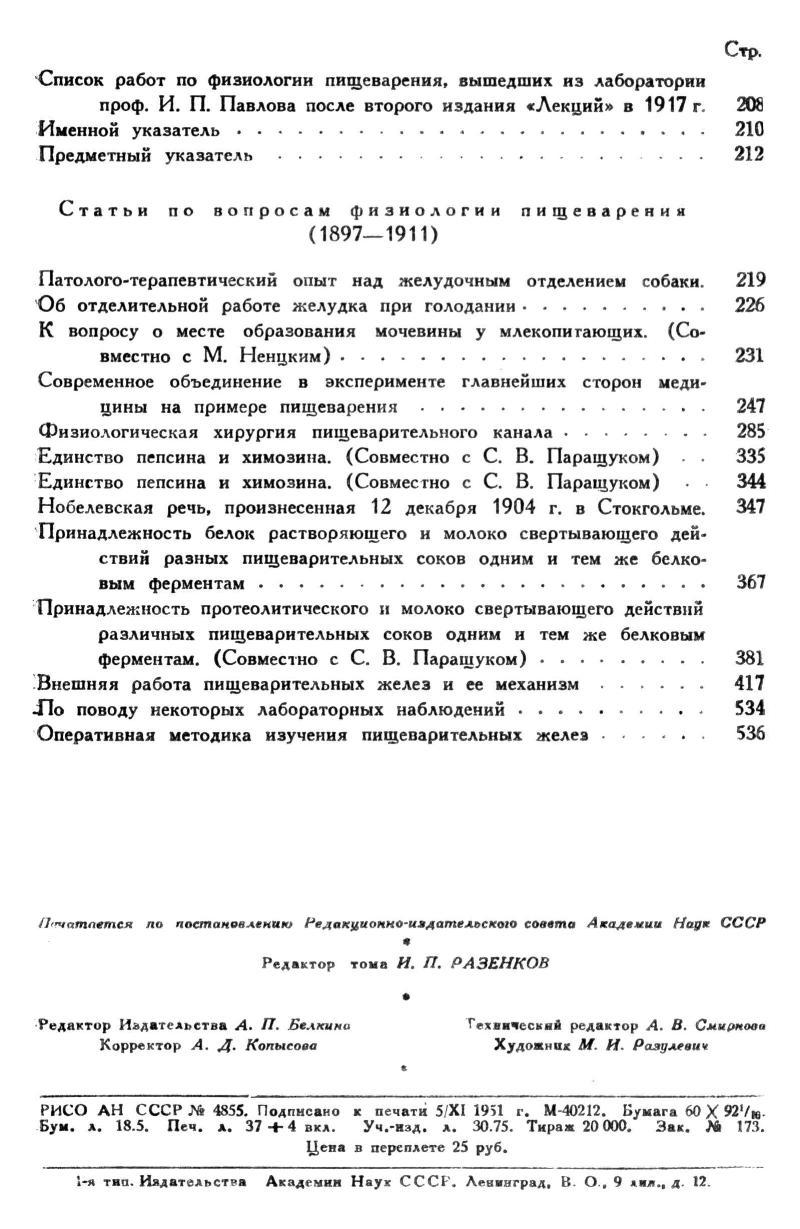 Стр.
Список работ по физиологии пищеварения, вышедших из лаборатории
проф. И. П. Павлова после второго издания «Лекций» в 1917 г. 208
Именной указатель . . . . . . . . . . . . . . . . . . . . . . . 210
Предметный указатель . . . . . . . . . . . . . . . . . . . . . 212
Статьи по вопросам физиологии пищеварения
(1897—1911)
Патолого-терапевтический опыт над желудочным отделением собаки. 219
Об отделительной работе желудка при голодании . . . . . . . . . . 226
К вопросу о месте образования мочевины у млекопитающих. (Со-
вместно с М. Ненцким) . . . . . . . . . . . . . . . . . . 231
Современное объединение в эксперименте главнейших сторон меди-
цины на примере пищеварения . . . . . . . . . . . . . . . 247
Физиологическая хирургия пищеварительного канала . . . . . . . . 285
Единство пепсина и химозина. (Совместно с С. В. Паращуком) . . 335
Единство пепсина и химозина. (Совместно с С. В. Паращуком) . . 344
Нобелевская речь, произнесенная 12 декабря 1904 г. в Стокгольме. 347
Принадлежность белок растворяющего и молоко свертывающего дей-
ствий разных пищеварительных соков одним и тем же белко-
вым ферментам . . . . . . . . . . . . . . . . . . . . . . 367
Принадлежность протеолитического и молоко свертывающего действий
различных пищеварительных соков одним и тем же белковым
ферментам. (Совместно с С. В. Паращуком) . . . . . . . . . 381
Внешняя работа пищеварительных желез и ее механизм . . . . . . 417
По поводу некоторых лабораторных наблюдений . . . . . . . . . . 534
Оперативная методика изучения пищеварительных желез . . . . . . 536
Печатается по постановлению Редакционно-издательского совета Академии Наук СССР
Редактор тома И. П. РАЗЕНКОВ
Редактор Издательства А. П. Белкина Технический редактор А. В. Смирнова
Корректор А. Д. Копысова Художник М. И. Разулевич
РИСО АН СССР № 4855. Подписано к печати 5/XI 1951 г. М-40212. Бумага 60 X 92¹/₁₆.
Бум. л. 18.5. Печ. л. 37 + 4 вкл. Уч.-изд. л. 30.75. Тираж 20 000. Зак. № 173.
Цена в переплете 25 руб.
1-я тип. Издательства Академии Наук СССР. Ленинград, В. О., 9 лин., д. 12.